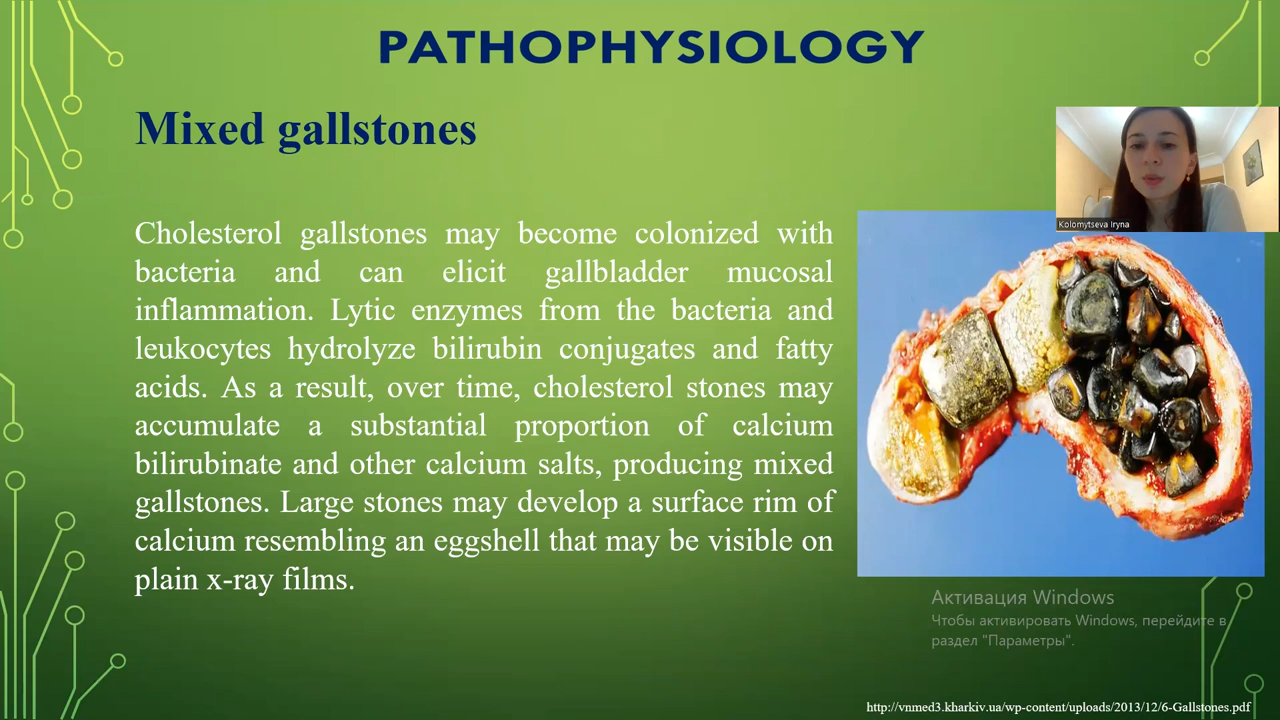 PATHOPHYSIOLOGY
Mixed gallstones
Kolomytseva Iryna
Cholesterol gallstones may become colonized with
bacteria and can elicit gallbladder mucosal
inflammation. Lytic enzymes from the bacteria and
leukocytes hydrolyze bilirubin conjugates and fatty
acids. As a result, over time, cholesterol stones may
accumulate a substantial proportion of calcium
bilirubinate and other calcium salts, producing mixed
gallstones. Large stones may develop a surface rim of
calcium resembling an eggshell that may be visible on
plain x-ray films.
Активация Windows
Чтобы активировать Windows, перейдите в
раздел "Параметры".
http://vnmed3.kharkiv.ua/wp-content/uploads/2013/12/6-Gallstones.pdf